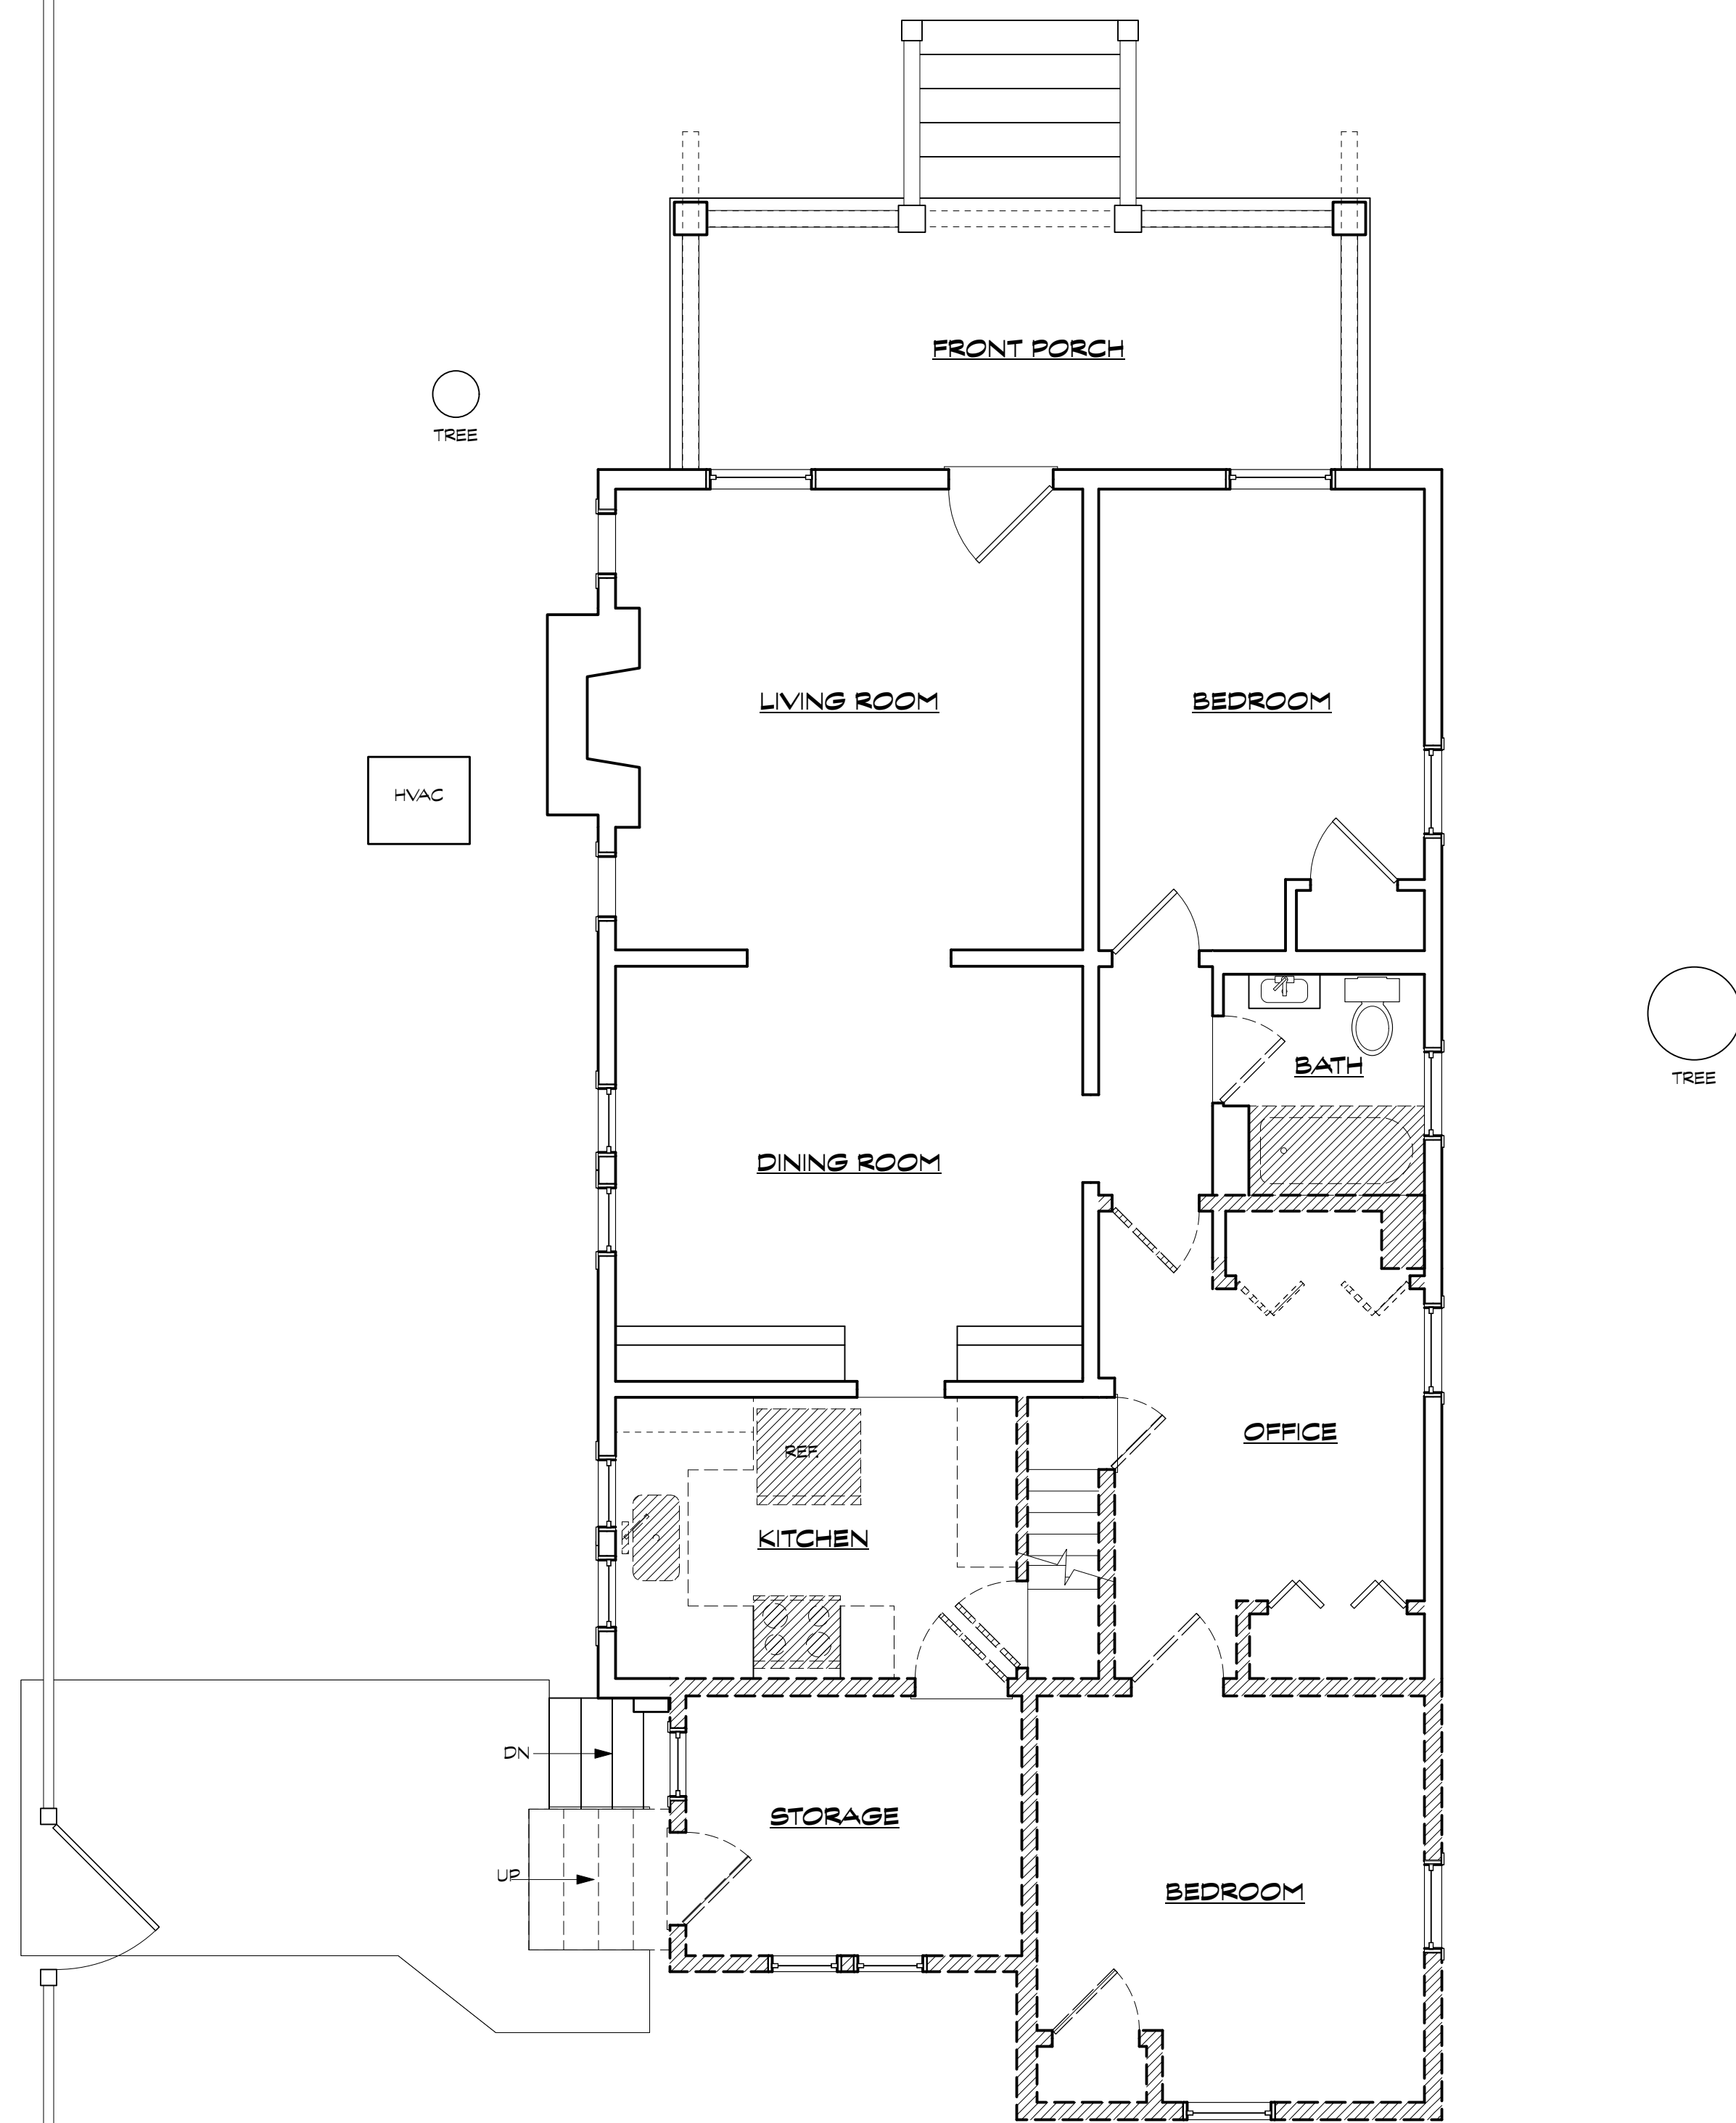 FRONT PORCH
TREE
LIVING ROOM
BEDROOM
HVAC
BATH
TREE
DINING ROOM
OFFICE
REF.
KITCHEN
DN
STORAGE
UP
BEDROOM